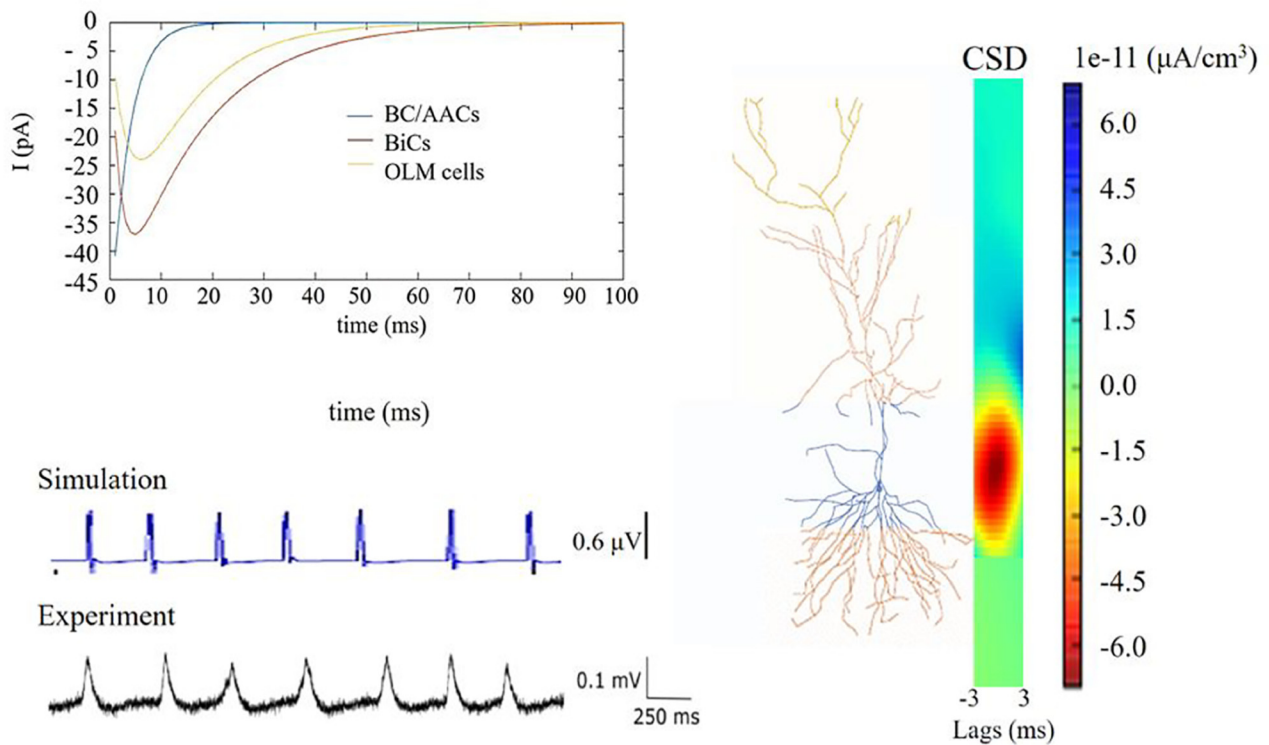 0
- 5
-10
-15
-20
-25
-30
-35
-40
-45
I (pA)
BC/AACs
BiCs
OLM cells
0 10 20 30 40 50 60 70 80 90 100
time (ms)
time (ms)
Simulation
0.6 µV
Experiment
0.1 mV
250 ms
CSD
1e-11 (µA/cm³)
6.0
4.5
3.0
1.5
0.0
-1.5
-3.0
-4.5
-6.0
-3 3
Lags (ms)